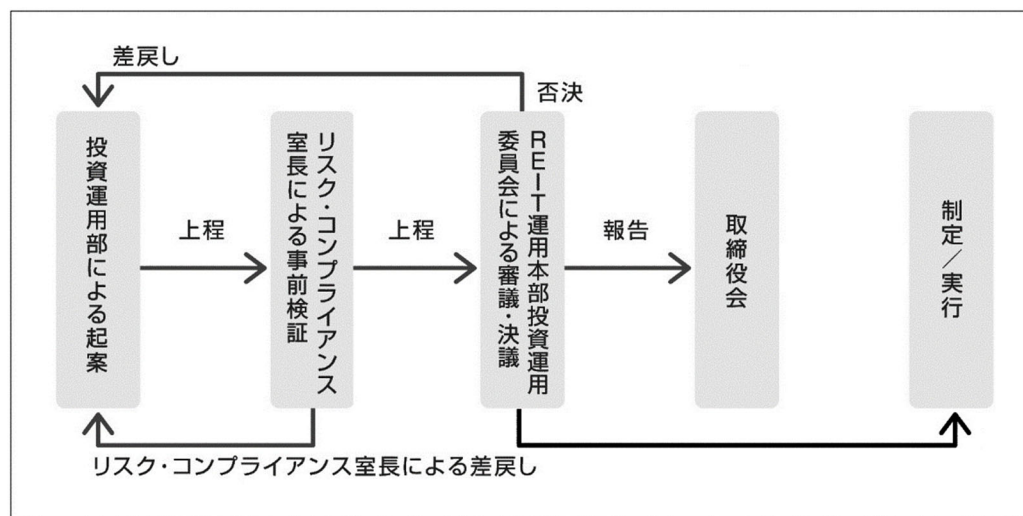 差戻し
否決
投資運用部による起案
上程
リスク・コンプライアンス
室長による事前検証
上程
REIT運用本部投資運用
委員会による審議・決議
報告
取締役会
制定／実行
リスク・コンプライアンス室長による差戻し